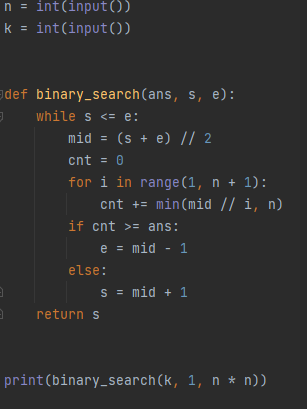 n = int(input())
k = int(input())
def binary_search(ans, s, e):
    while s <= e:
        mid = (s + e) // 2
        cnt = 0
        for i in range(1, n + 1):
            cnt += min(mid // i, n)
        if cnt >= ans:
            e = mid - 1
        else:
            s = mid + 1
    return s
print(binary_search(k, 1, n * n))